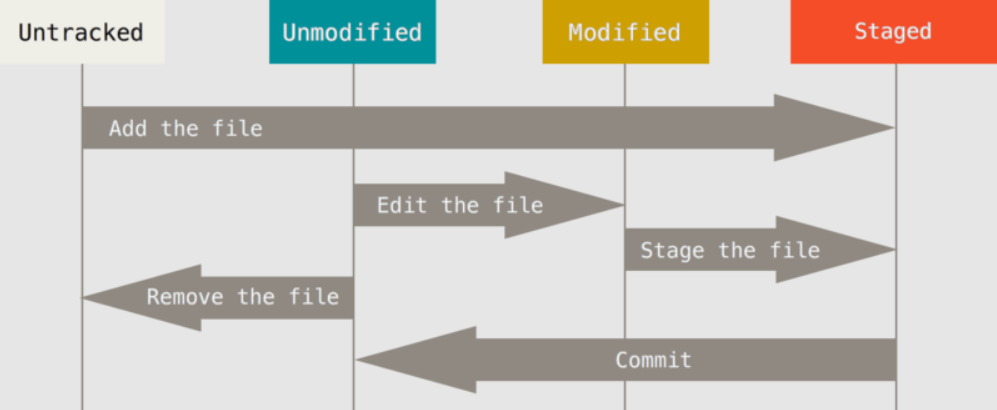 Untracked
Unmodified
Modified
Staged
Add the file
Edit the file
Stage the file
Remove the file
Commit